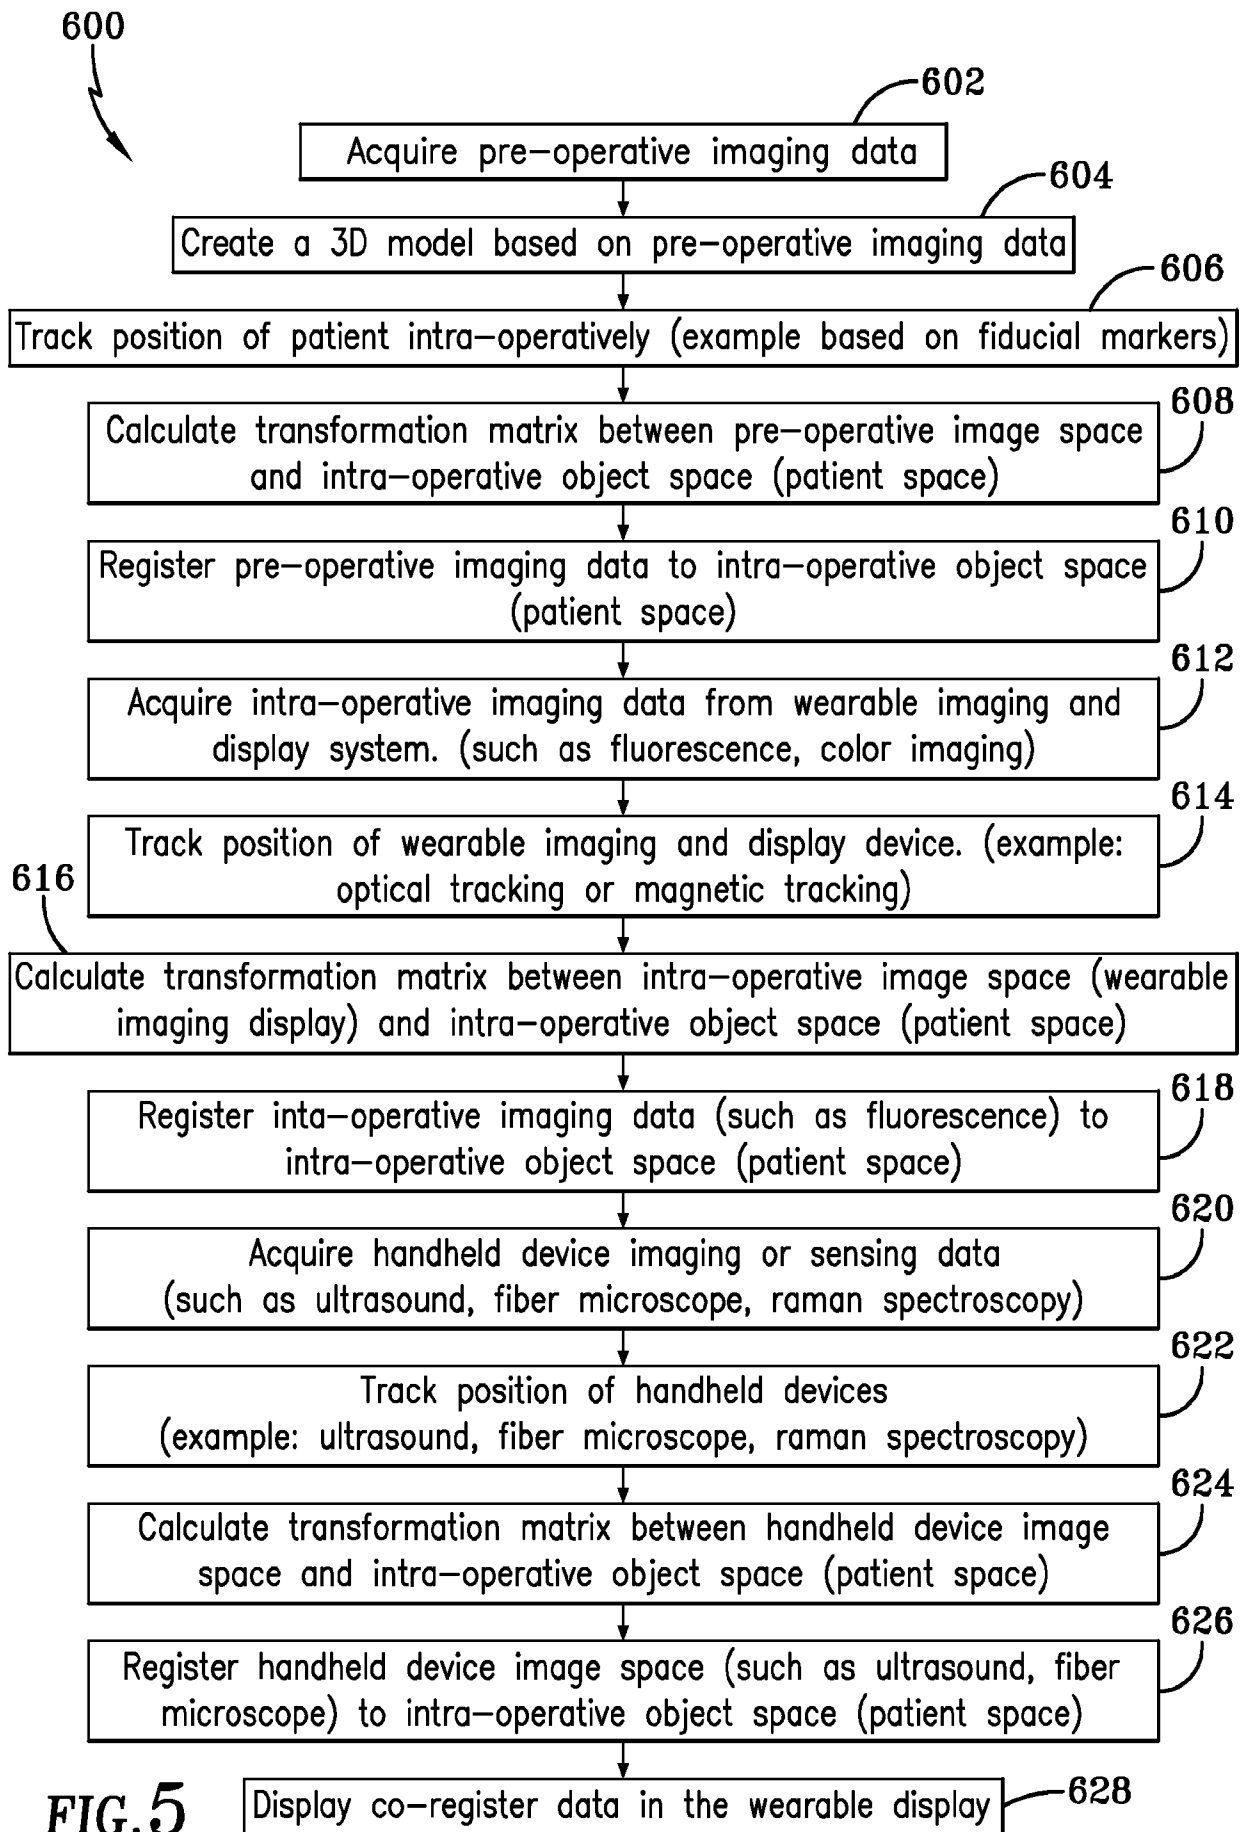 600
602
Acquire pre-operative imaging data
604
Create a 3D model based on pre-operative imaging data
606
Track position of patient intra-operatively (example based on fiducial markers)
608
Calculate transformation matrix between pre-operative image space
and intra-operative object space (patient space)
610
Register pre-operative imaging data to intra-operative object space
(patient space)
612
Acquire intra-operative imaging data from wearable imaging and
display system. (such as fluorescence, color imaging)
614
Track position of wearable imaging and display device. (example:
optical tracking or magnetic tracking)
616
Calculate transformation matrix between intra-operative image space (wearable
imaging display) and intra-operative object space (patient space)
618
Register inta-operative imaging data (such as fluorescence) to
intra-operative object space (patient space)
620
Acquire handheld device imaging or sensing data
(such as ultrasound, fiber microscope, raman spectroscopy)
622
Track position of handheld devices
(example: ultrasound, fiber microscope, raman spectroscopy)
624
Calculate transformation matrix between handheld device image
space and intra-operative object space (patient space)
626
Register handheld device image space (such as ultrasound, fiber
microscope) to intra-operative object space (patient space)
628
Display co-register data in the wearable display
FIG.5